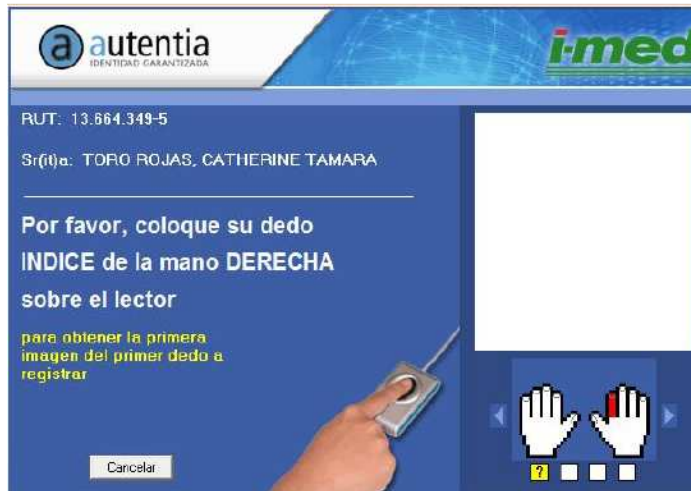 autentia
IDENTIDAD GARANTIZADA
i-med
RUT: 13.664.349-5
Sr(it)a: TORO ROJAS, CATHERINE TAMARA
Por favor, coloque su dedo
INDICE de la mano DERECHA
sobre el lector
para obtener la primera
imagen del primer dedo a
registrar
Cancelar
?